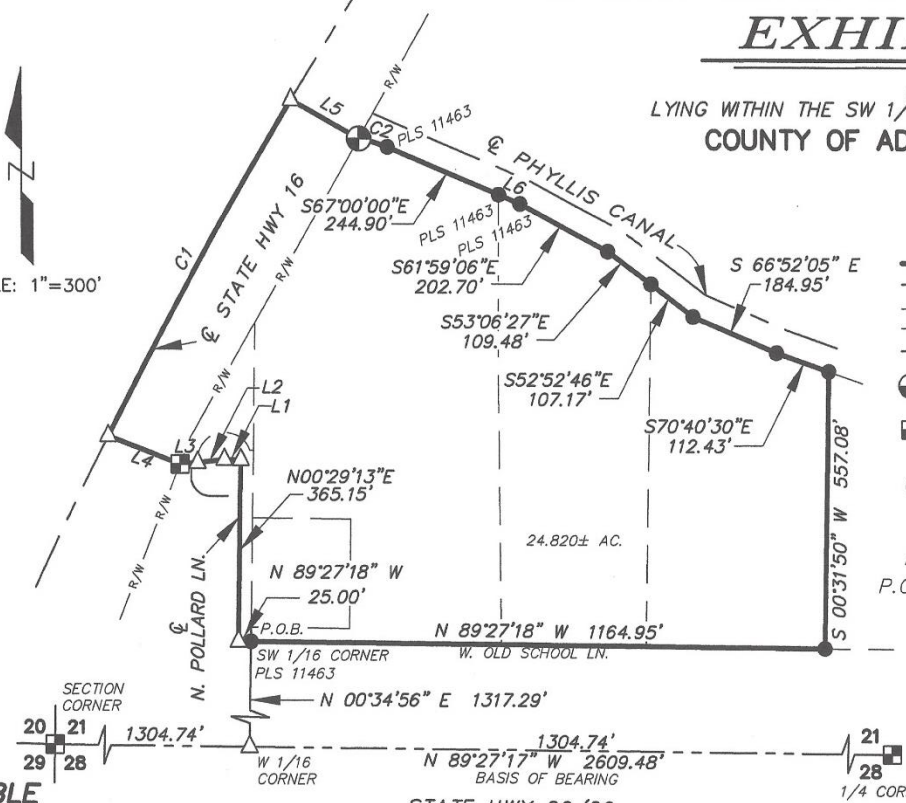 EXHI
LYING WITHIN THE SW 1/
COUNTY OF AD
R/W
L5
C2
PLS 11463
℄ PHYLLIS CANAL
N
S67°00'00"E
244.90'
L6
PLS 11463
PLS 11463
C1
℄ STATE HWY 16
R/W
S61°59'06"E
202.70'
S 66°52'05" E
184.95'
E: 1"=300'
S53°06'27"E
109.48'
R/W
L2
L1
S52°52'46"E
107.17'
S70°40'30"E
112.43'
L3
L4
N00°29'13"E
365.15'
S 00°31'50" W 557.08'
R/W
24.820± AC.
N 89°27'18" W
25.00'
P.O
℄ N. POLLARD LN.
P.O.B.
N 89°27'18" W 1164.95'
SW 1/16 CORNER
W. OLD SCHOOL LN.
PLS 11463
N 00°34'56" E 1317.29'
SECTION
CORNER
20 21
29 28
1304.74'
1304.74'
N 89°27'17" W 2609.48'
BASIS OF BEARING
21
28
W 1/16
CORNER
1/4 COR
BLE